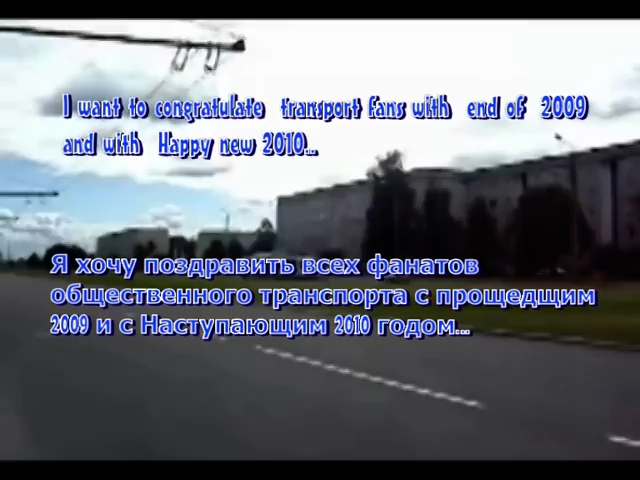 I want to congratulate transport fans with end of 2009
and with Happy new 2010...
Я хочу поздравить всех фанатов
общественного транспорта с прощедщим
2009 и с Наступающим 2010 годом...